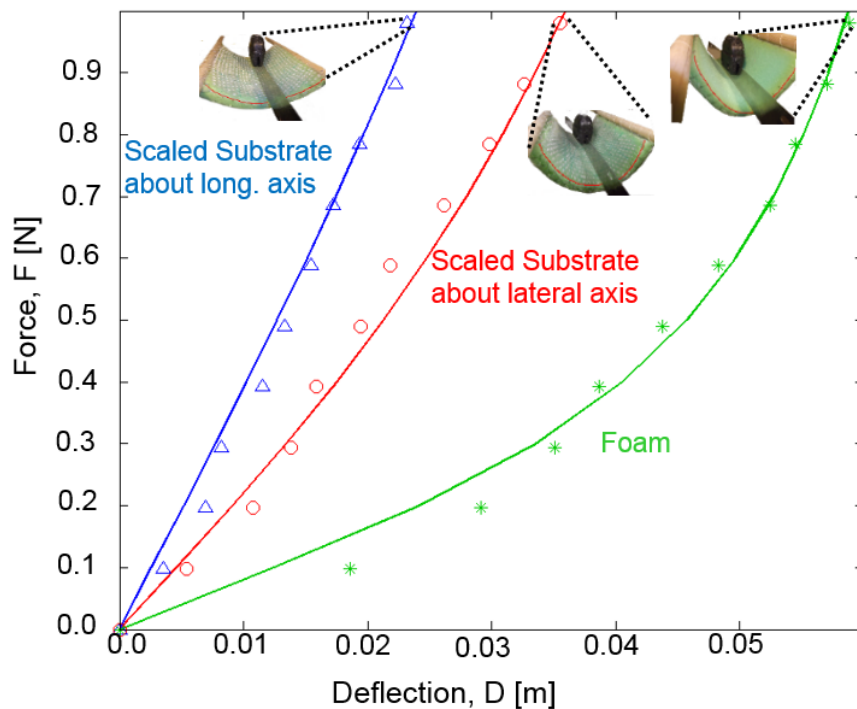 0.9
0.8
0.7
0.6
0.5
0.4
0.3
0.2
0.1
0.0
Force, F [N]
Scaled Substrate
about long. axis
Scaled Substrate
about lateral axis
Foam
0.0 0.01 0.02 0.03 0.04 0.05
Deflection, D [m]